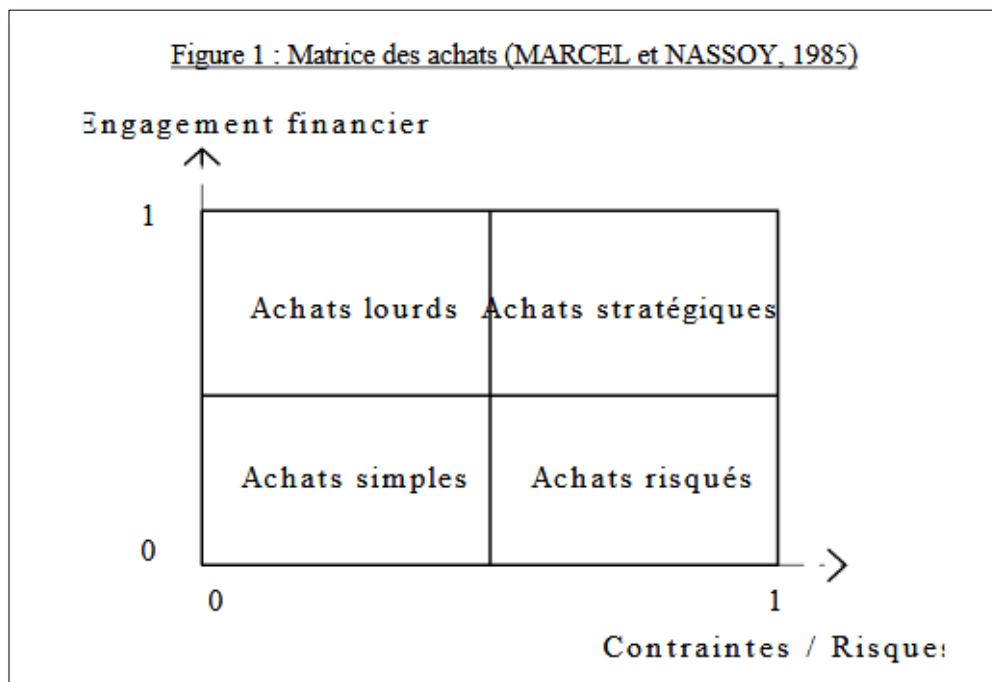 Figure 1 : Matrice des achats (MARCEL et NASSOY, 1985)
Engagement financier
1
Achats lourds Achats stratégiques
Achats simples Achats risqués
0
0 1
Contraintes / Risques